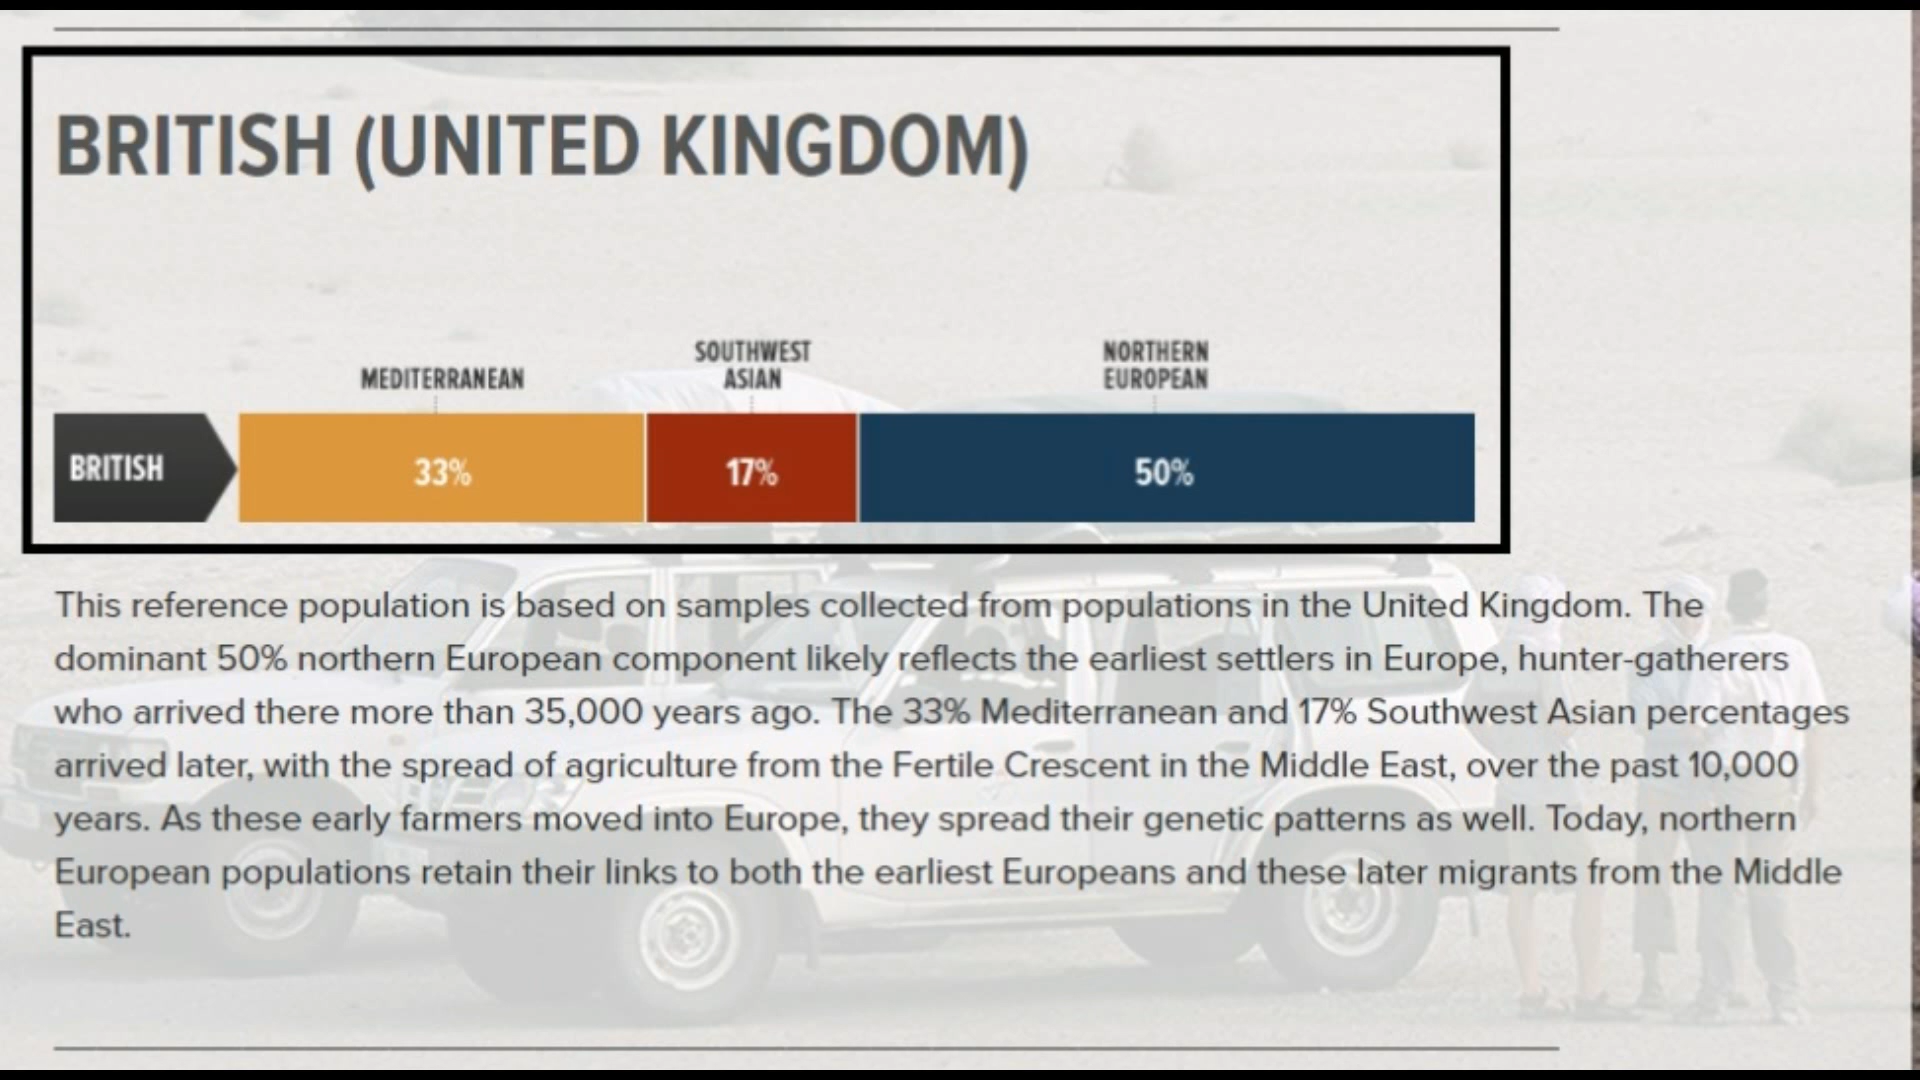 BRITISH (UNITED KINGDOM)
MEDITERRANEAN
SOUTHWEST
ASIAN
NORTHERN
EUROPEAN
BRITISH
33%
17%
50%
This reference population is based on samples collected from populations in the United Kingdom. The
dominant 50% northern European component likely reflects the earliest settlers in Europe, hunter-gatherers
who arrived there more than 35,000 years ago. The 33% Mediterranean and 17% Southwest Asian percentages
arrived later, with the spread of agriculture from the Fertile Crescent in the Middle East, over the past 10,000
years. As these early farmers moved into Europe, they spread their genetic patterns as well. Today, northern
European populations retain their links to both the earliest Europeans and these later migrants from the Middle
East.